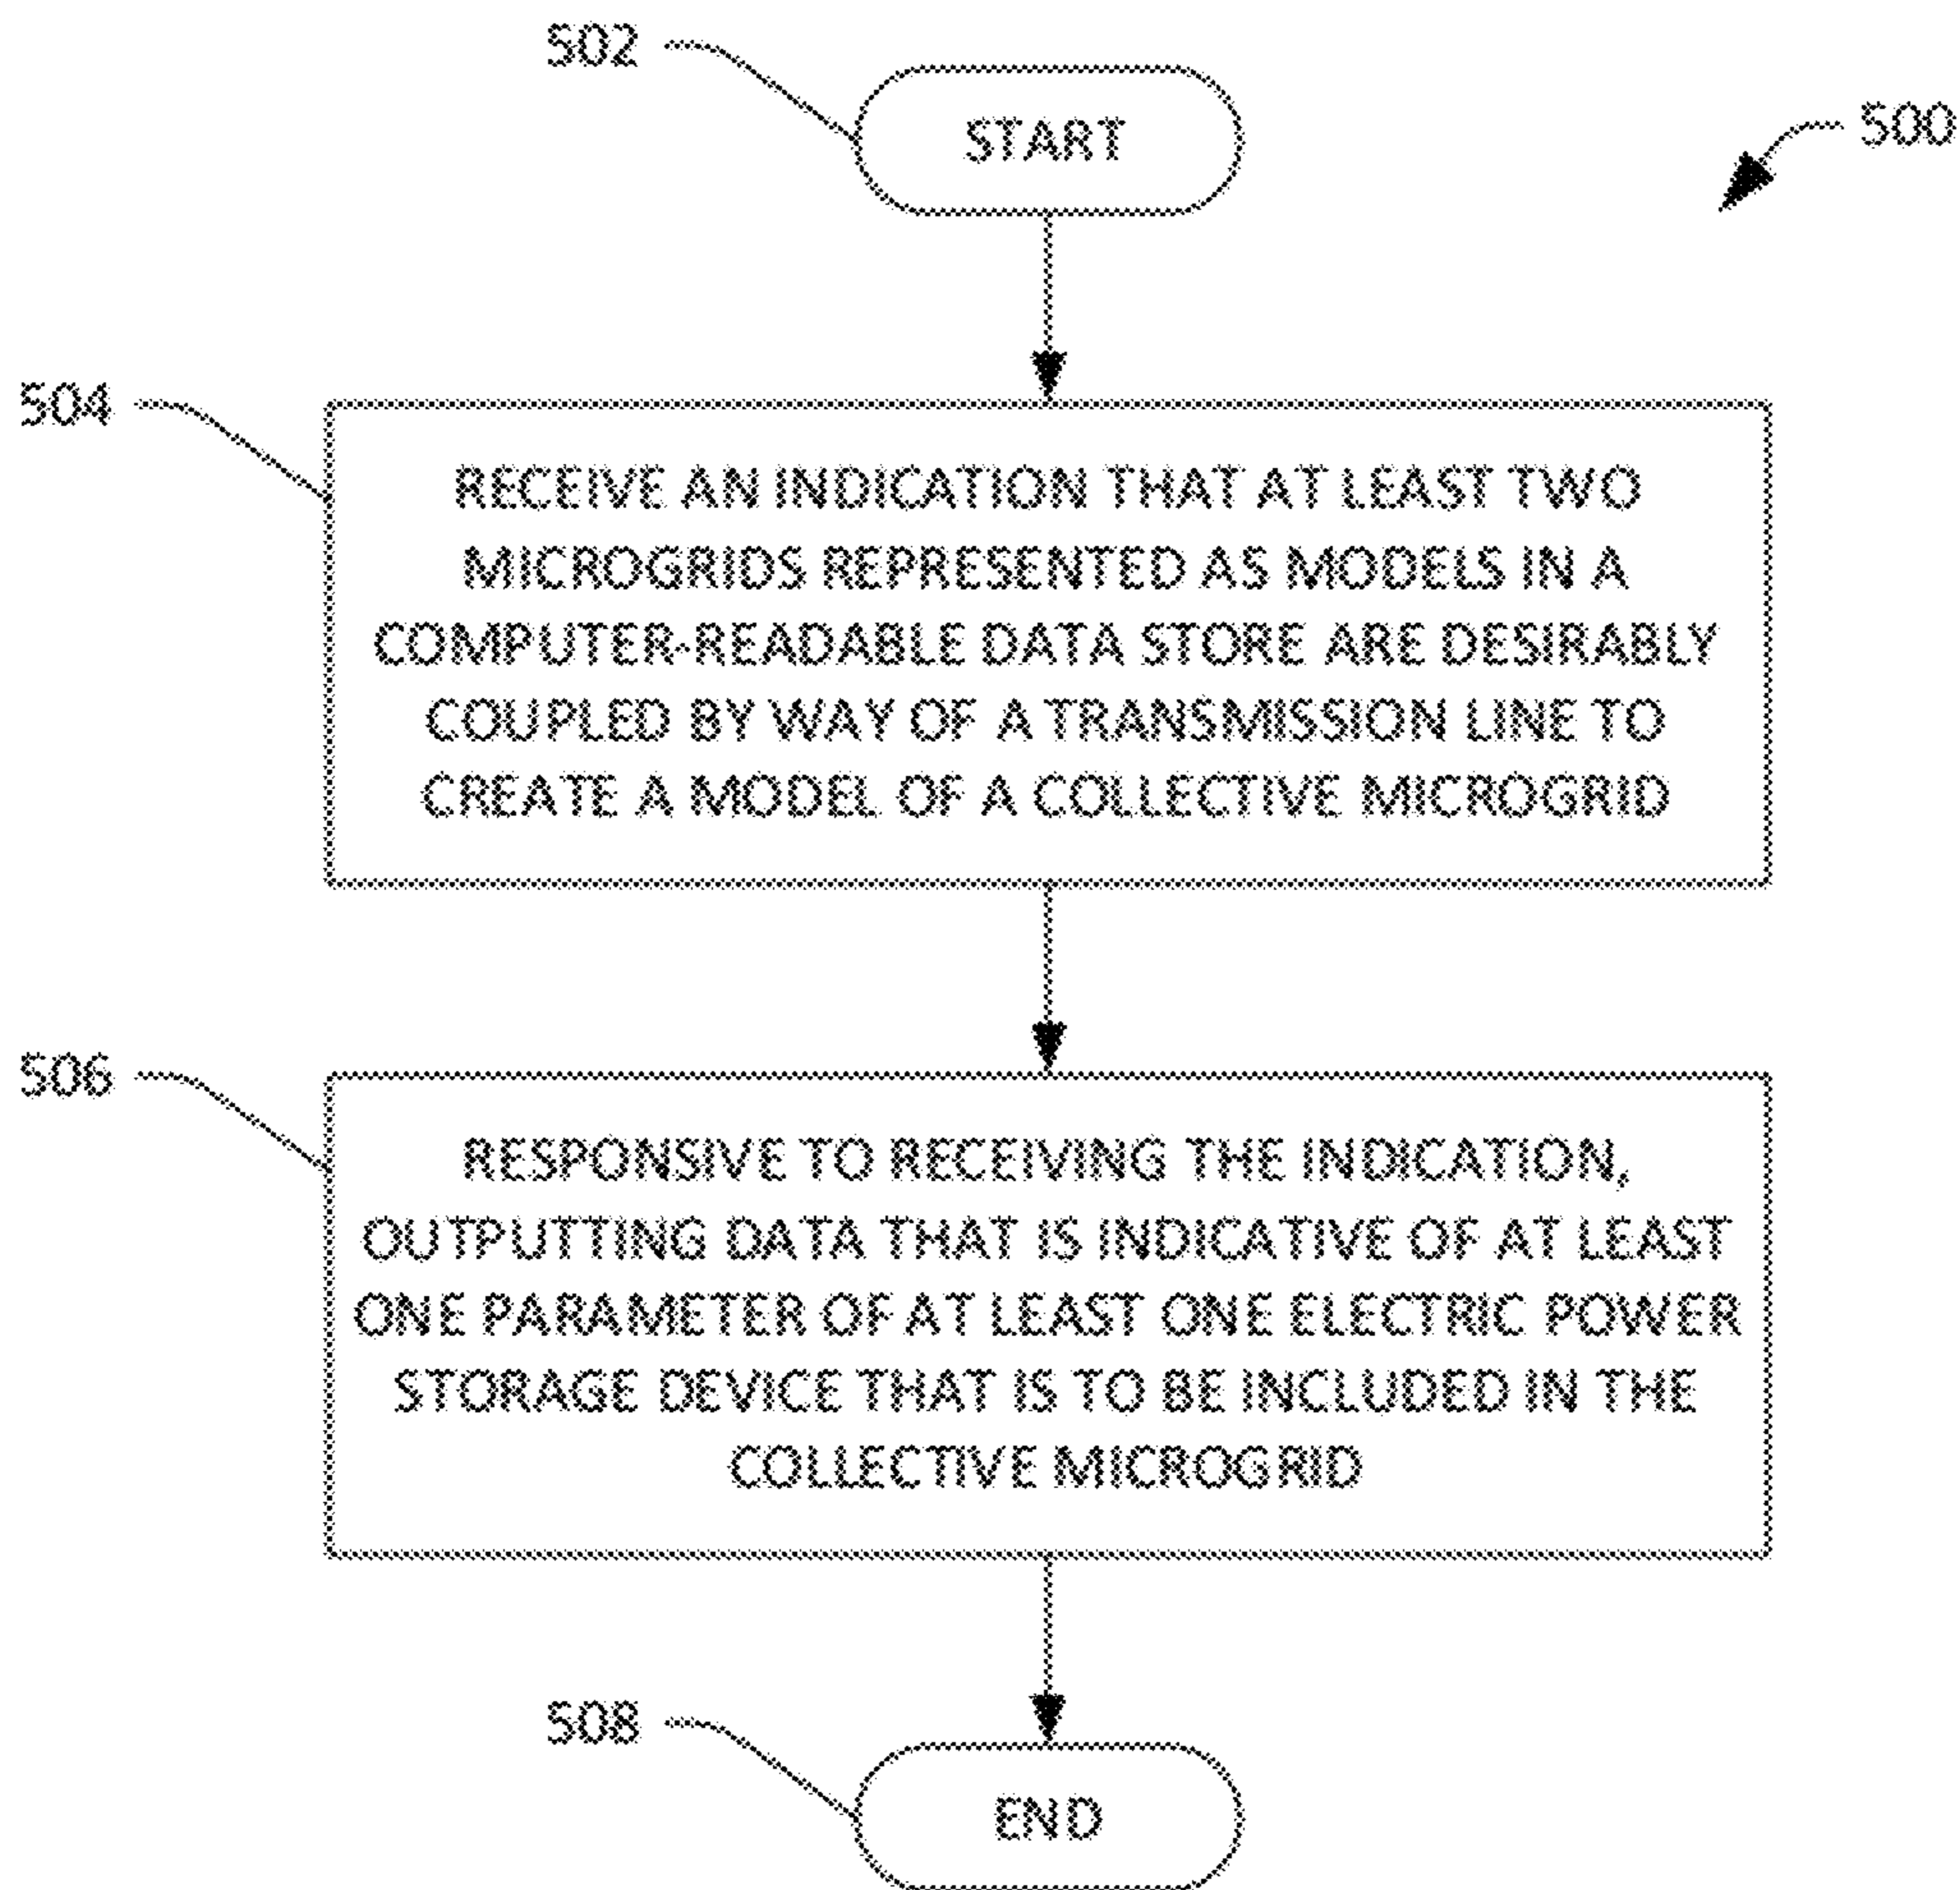 502
START
500
504
RECEIVE AN INDICATION THAT AT LEAST TWO
MICROGRIDS REPRESENTED AS MODELS IN A
COMPUTER-READABLE DATA STORE ARE DESIRABLY
COUPLED BY WAY OF A TRANSMISSION LINE TO
CREATE A MODEL OF A COLLECTIVE MICROGRID
506
RESPONSIVE TO RECEIVING THE INDICATION,
OUTPUTTING DATA THAT IS INDICATIVE OF AT LEAST
ONE PARAMETER OF AT LEAST ONE ELECTRIC POWER
STORAGE DEVICE THAT IS TO BE INCLUDED IN THE
COLLECTIVE MICROGRID
508
END